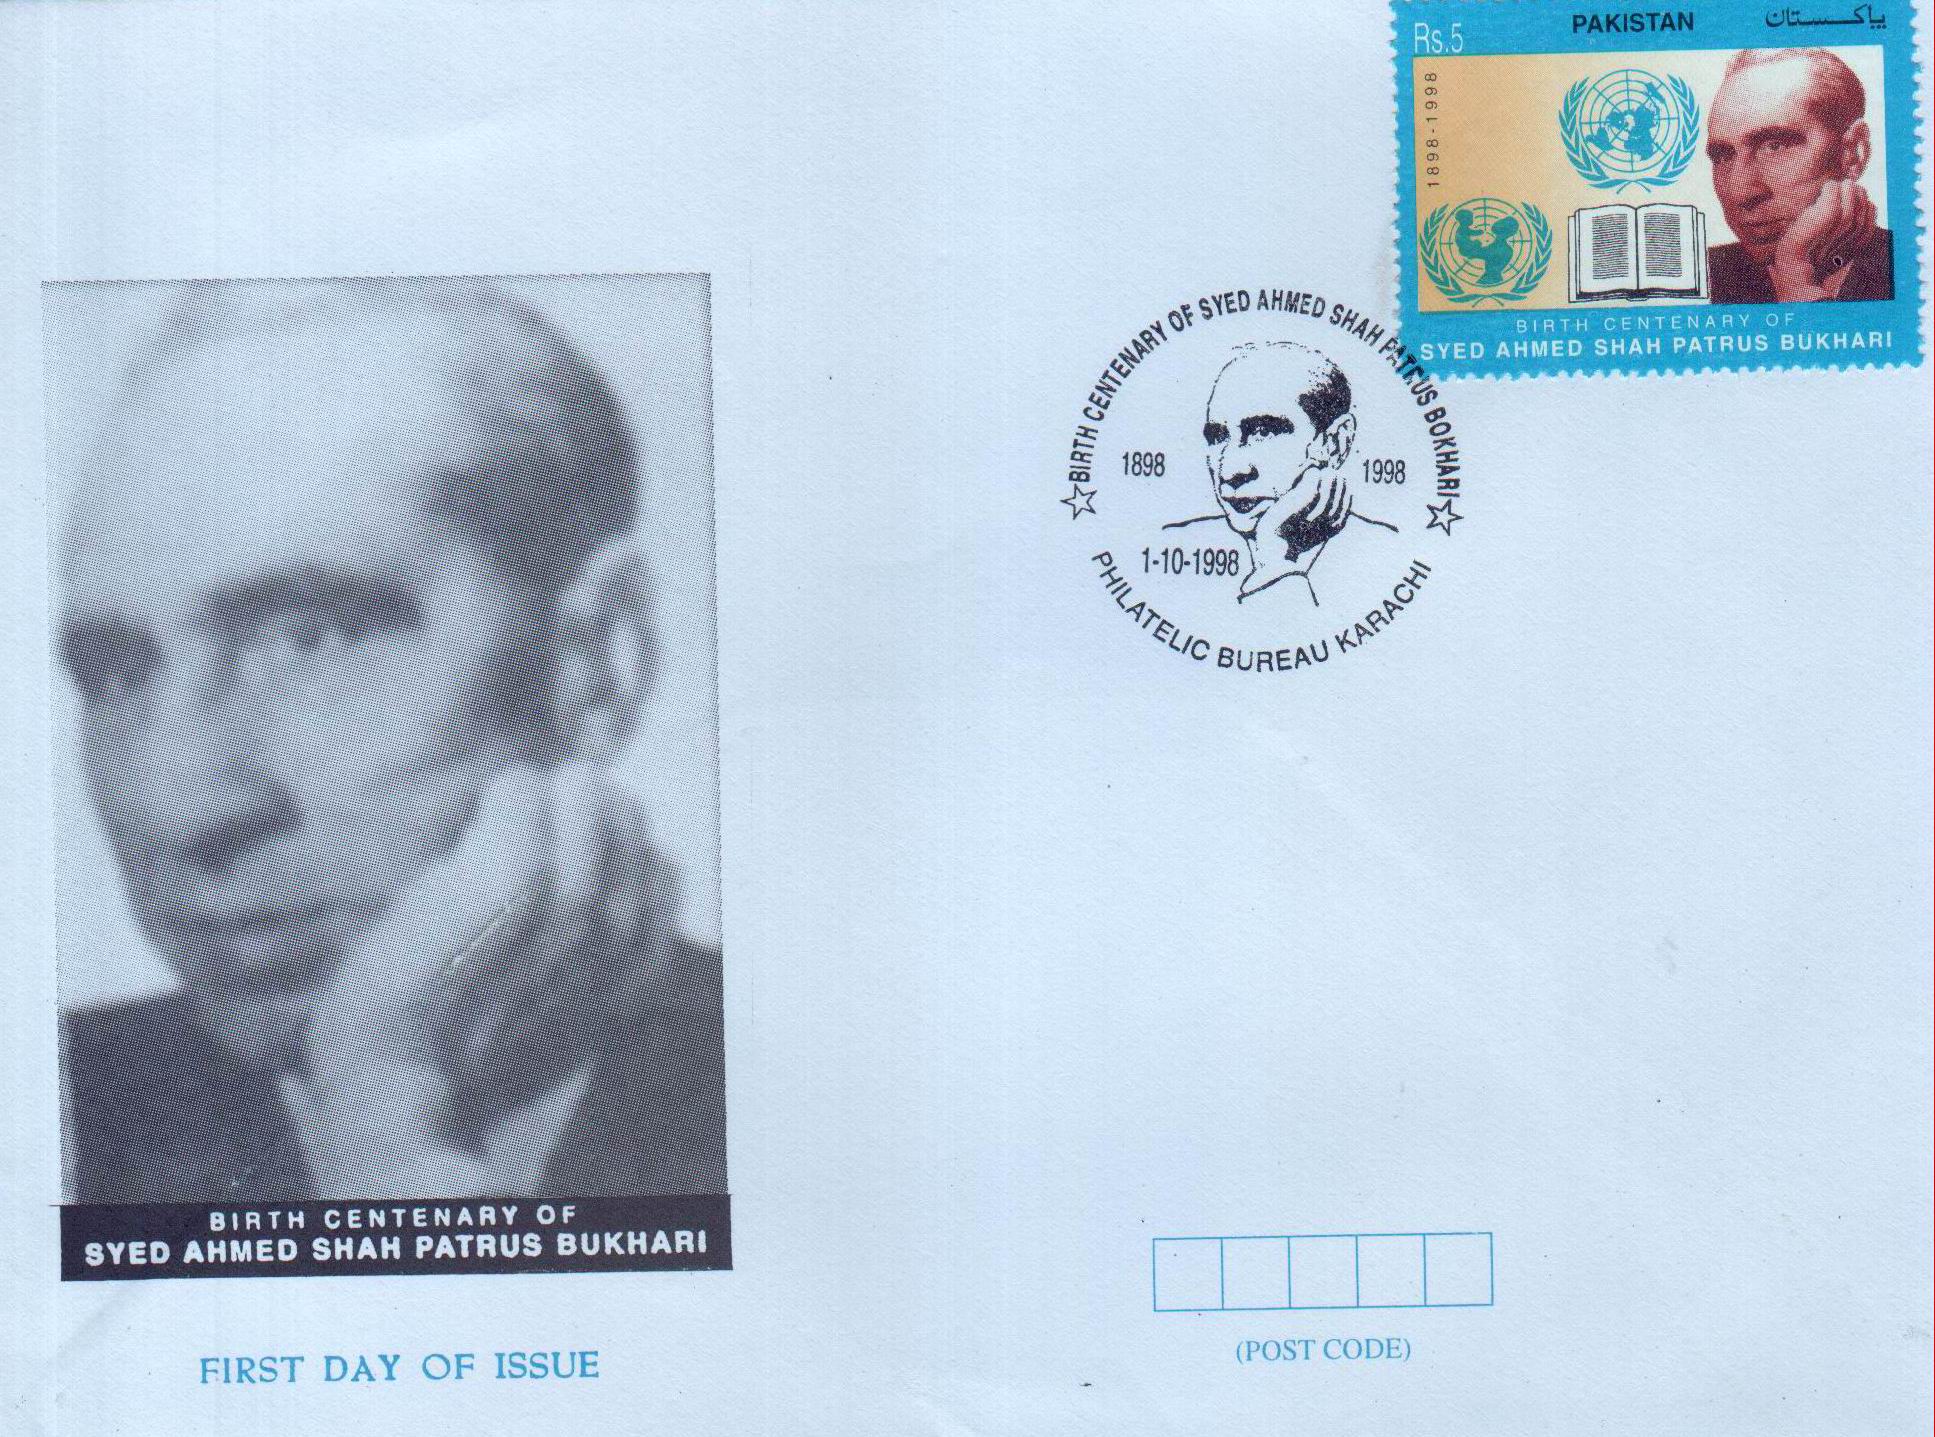 Rs.5
PAKISTAN
پاکستان
1898-1998
BIRTH CENTENARY OF
SYED AHMED SHAH PATRUS BUKHARI
BIRTH CENTENARY OF SYED AHMED SHAH PATRUS BOKHARI
1898
1998
1-10-1998
PHILATELIC BUREAU KARACHI
BIRTH CENTENARY OF
SYED AHMED SHAH PATRUS BUKHARI
FIRST DAY OF ISSUE
(POST CODE)